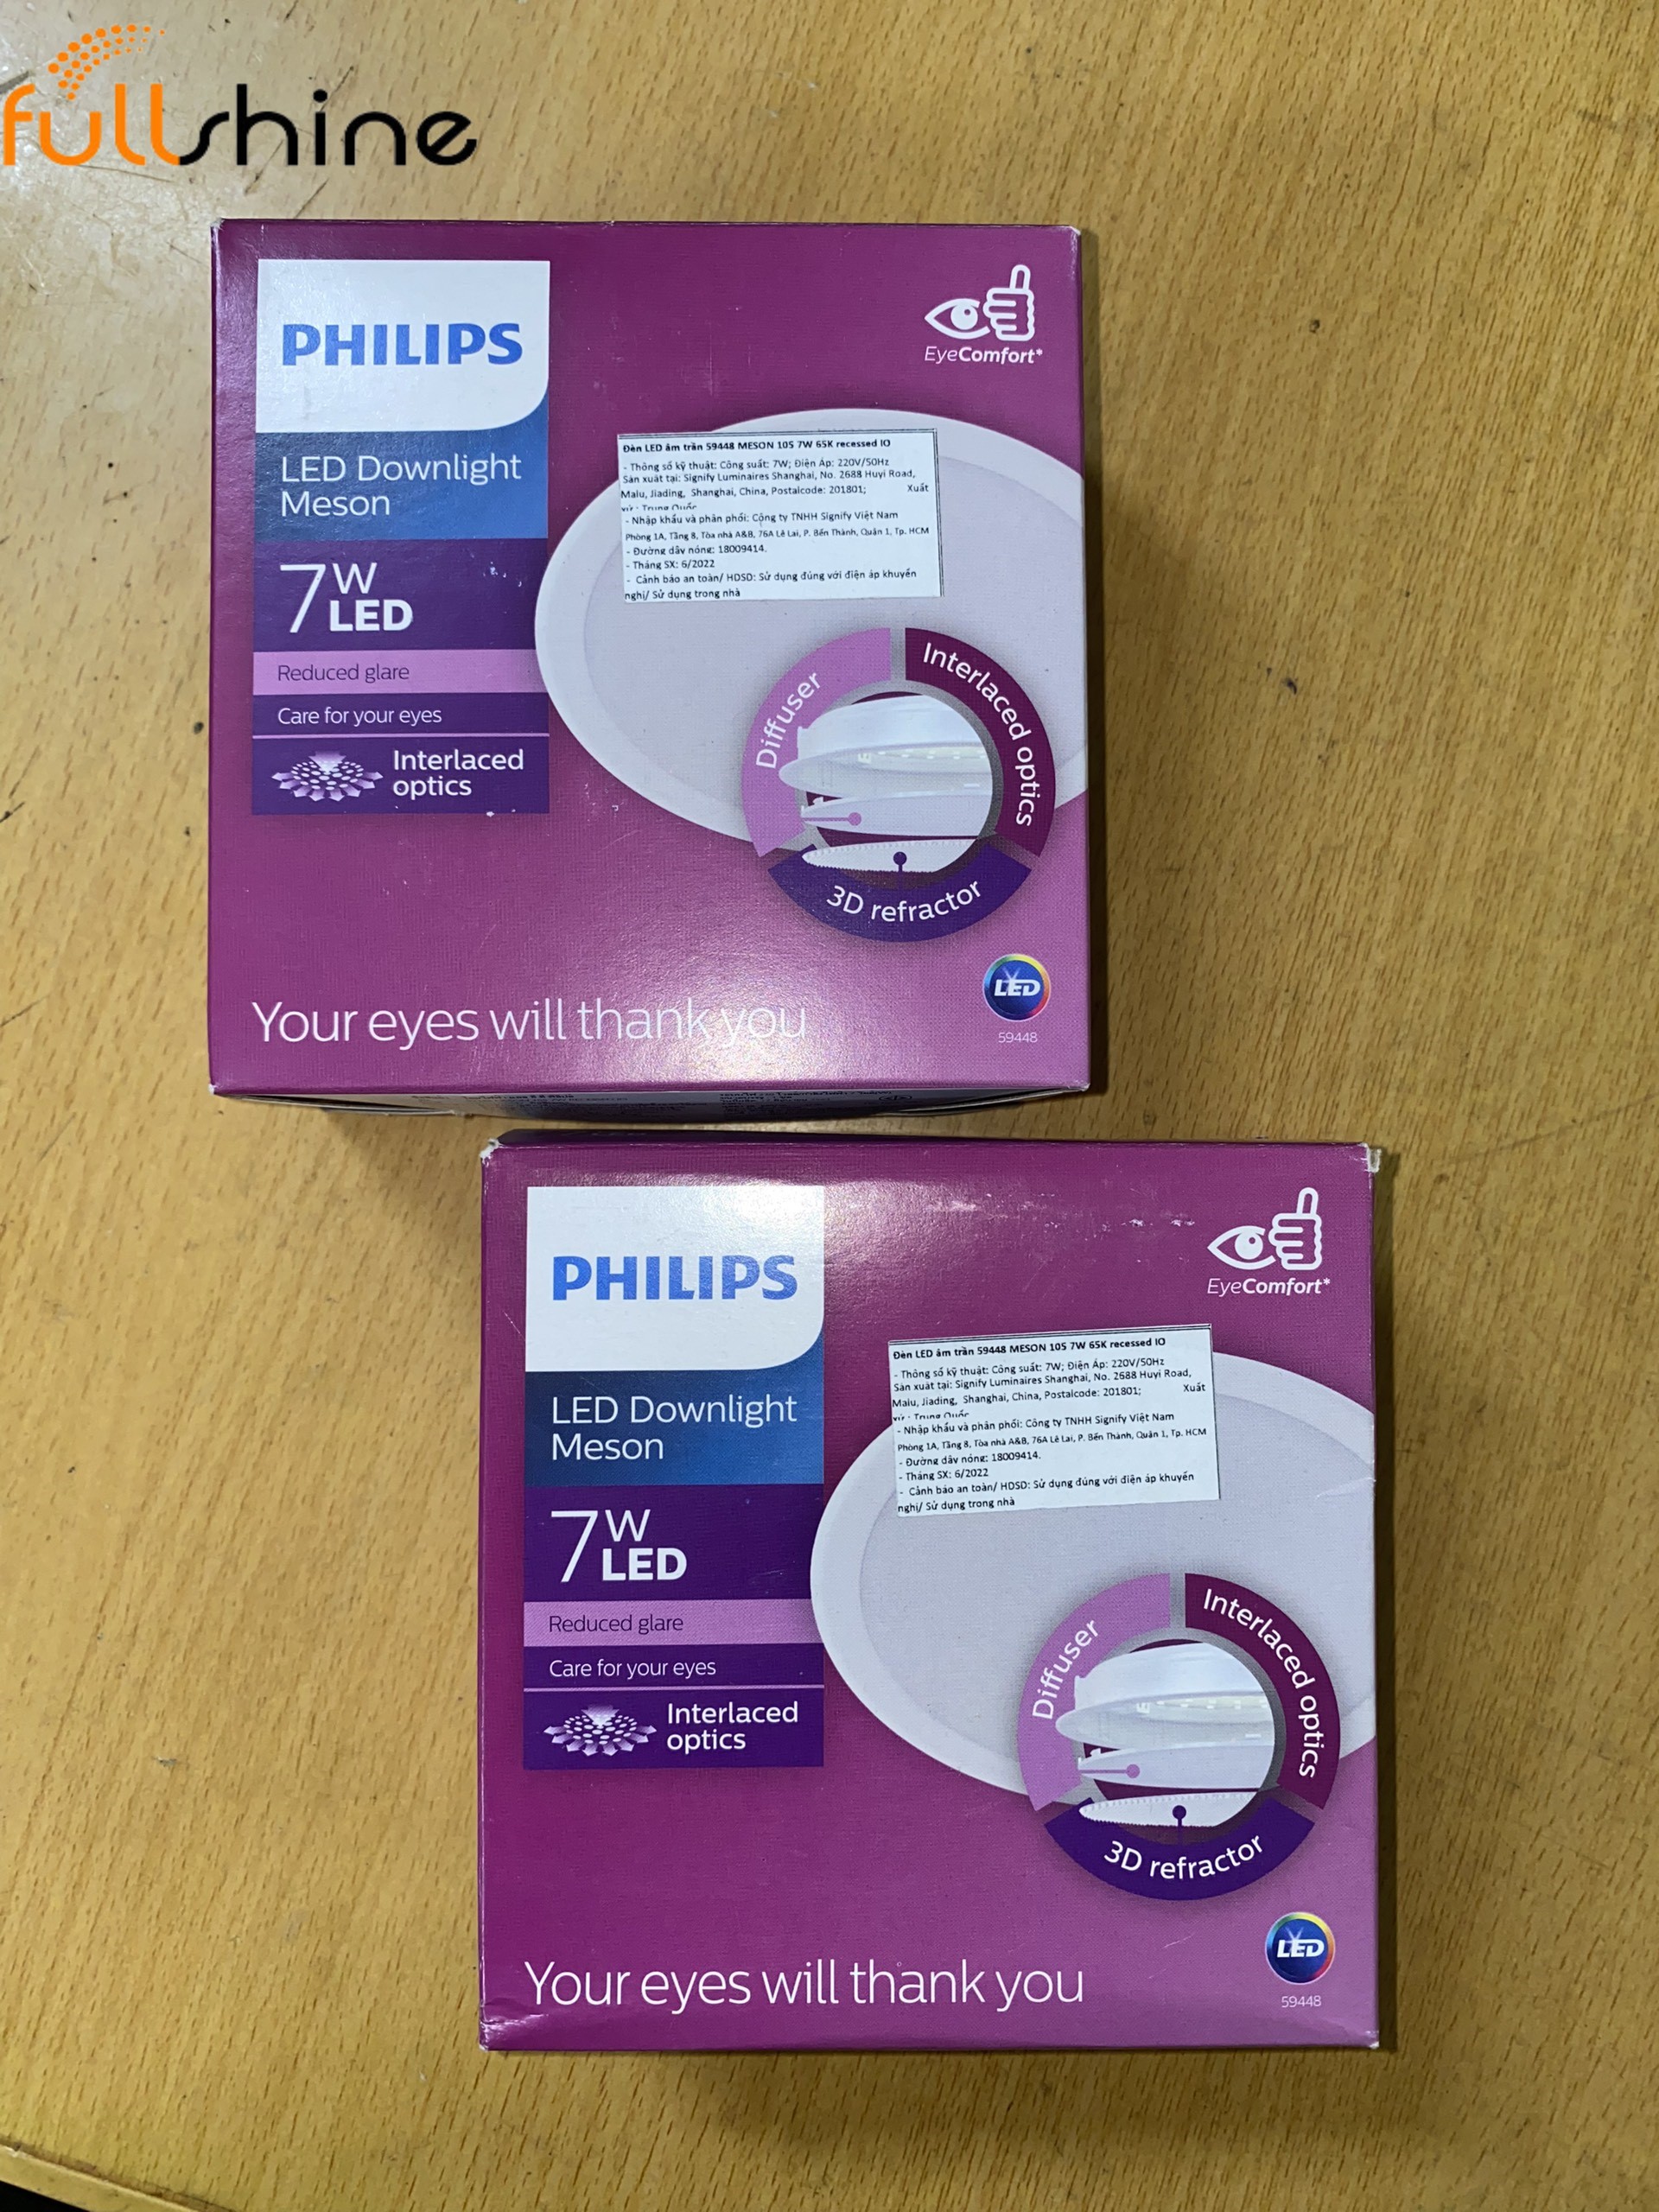 fullshine
PHILIPS
EyeComfort*
LED Downlight
Meson
7W
LED
Reduced glare
Care for your eyes
Interlaced
optics
Đèn LED âm trần 59448 MESON 105 7W 65K recessed IO
- Thông số kỹ thuật: Công suất: 7W; Điện Áp: 220V/50Hz
Sản xuất tại: Signify Luminaires Shanghai, No. 2688 Huyi Road,
Malu, Jiading, Shanghai, China, Postalcode: 201801; Xuất
xứ : Trung Quốc
- Nhập khẩu và phân phối: Công ty TNHH Signify Việt Nam
Phòng 1A, Tầng 8, Tòa nhà A&B, 76A Lê Lai, P. Bến Thành, Quận 1, Tp. HCM
- Đường dây nóng: 18009414.
- Tháng SX: 6/2022
- Cảnh báo an toàn/ HDSD: Sử dụng đúng với điện áp khuyến
nghị/ Sử dụng trong nhà
Diffuser
Interlaced optics
3D refractor
Your eyes will thank you
LED
59448
PHILIPS
EyeComfort*
LED Downlight
Meson
7W
LED
Reduced glare
Care for your eyes
Interlaced
optics
Đèn LED âm trần 59448 MESON 105 7W 65K recessed IO
- Thông số kỹ thuật: Công suất: 7W; Điện Áp: 220V/50Hz
Sản xuất tại: Signify Luminaires Shanghai, No. 2688 Huyi Road,
Malu, Jiading, Shanghai, China, Postalcode: 201801; Xuất
xứ : Trung Quốc
- Nhập khẩu và phân phối: Công ty TNHH Signify Việt Nam
Phòng 1A, Tầng 8, Tòa nhà A&B, 76A Lê Lai, P. Bến Thành, Quận 1, Tp. HCM
- Đường dây nóng: 18009414.
- Tháng SX: 6/2022
- Cảnh báo an toàn/ HDSD: Sử dụng đúng với điện áp khuyến
nghị/ Sử dụng trong nhà
Diffuser
Interlaced optics
3D refractor
Your eyes will thank you
LED
59448